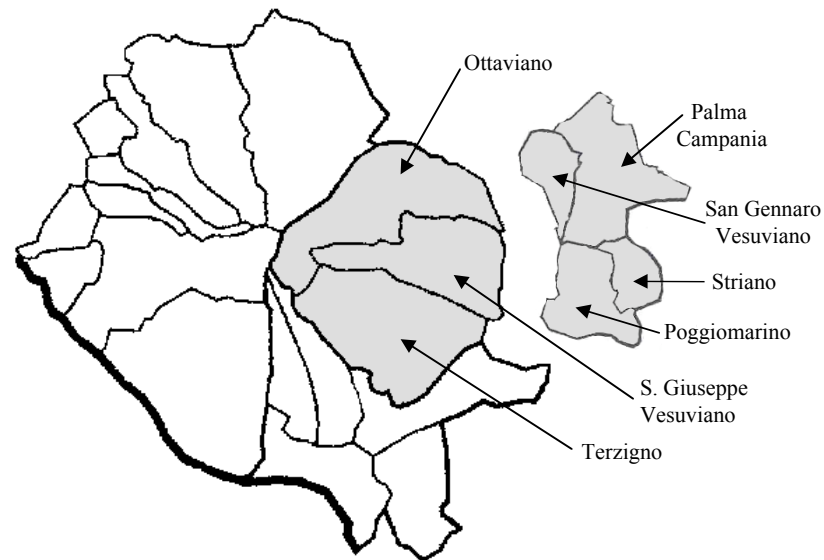 Ottaviano
Palma
Campania
San Gennaro
Vesuviano
Striano
Poggiomarino
S. Giuseppe
Vesuviano
Terzigno